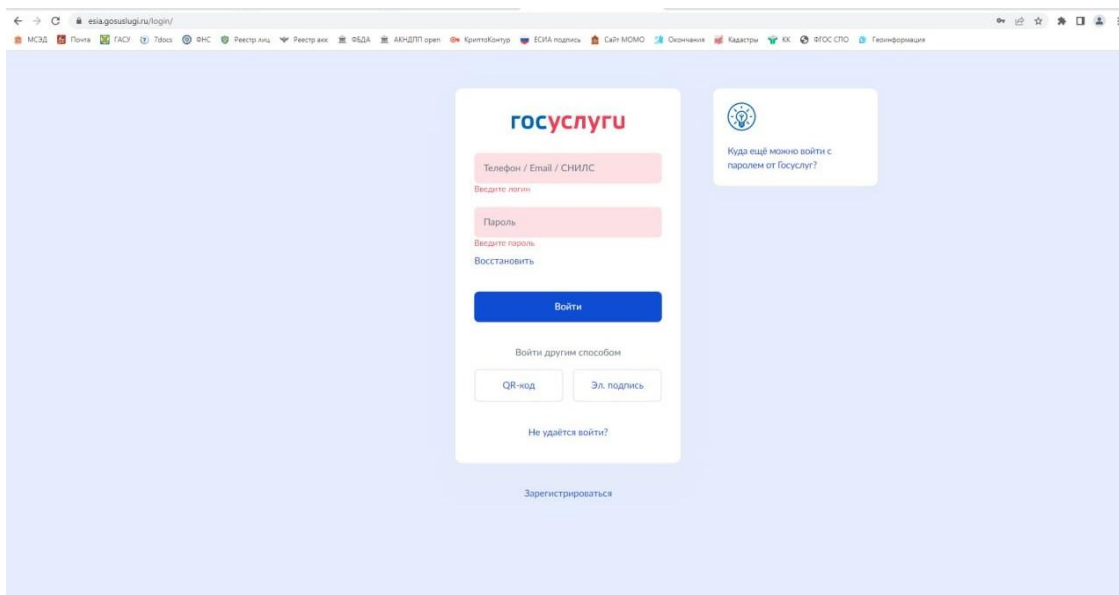 esia.gosuslugi.ru/login/
МСЭД Почта ГАСУ 7docs ФНС Реестр лиц Реестр акк ФБДА АКНДПП open КриптоКонтур ЕСИА подпись Сайт МОМО Окончания Кадастры КК ФГОС СПО Геоинформация
госуслуги
Телефон / Email / СНИЛС
Введите логин
Пароль
Введите пароль
Восстановить
Войти
Войти другим способом
QR-код Эл. подпись
Не удаётся войти?
Зарегистрироваться
Куда ещё можно войти с
паролем от Госуслуг?